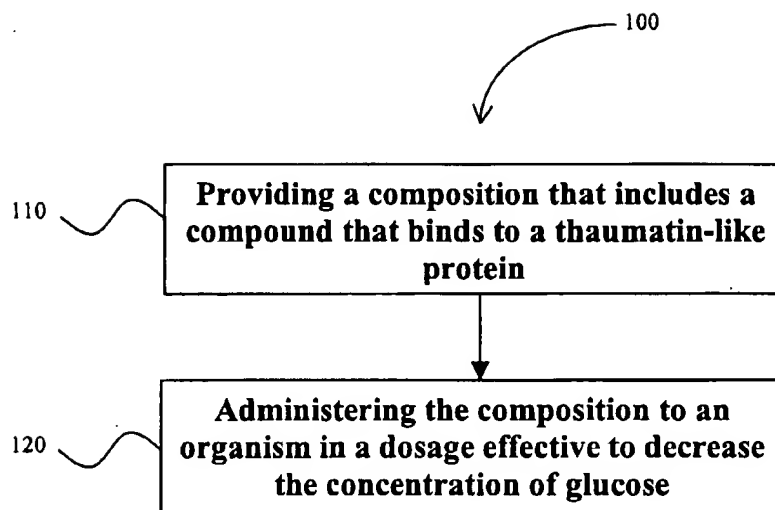 100
110
Providing a composition that includes a
compound that binds to a thaumatin-like
protein
120
Administering the composition to an
organism in a dosage effective to decrease
the concentration of glucose